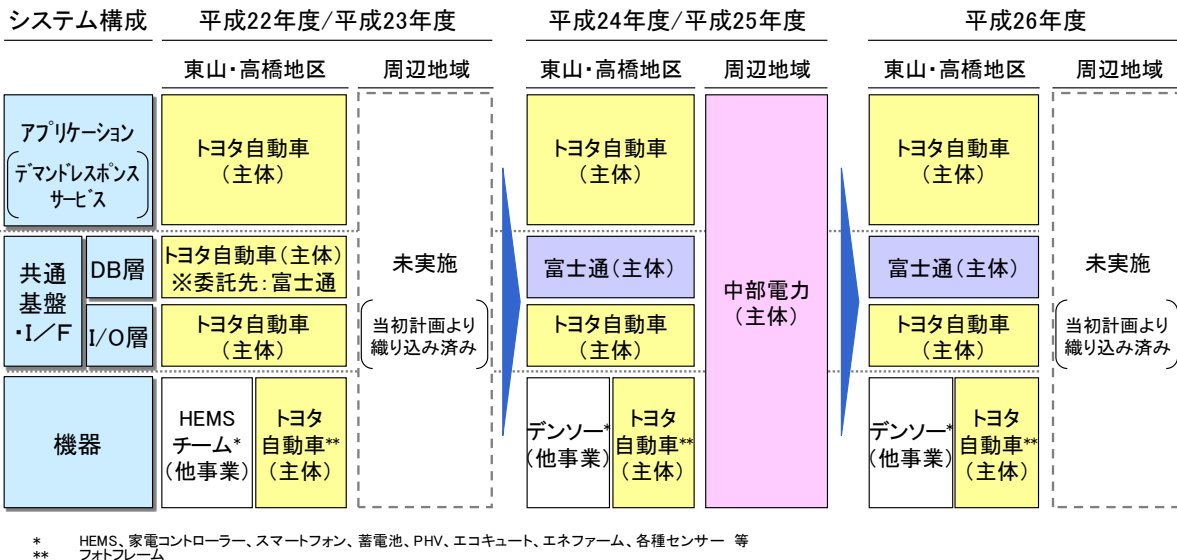 システム構成
平成22年度/平成23年度
平成24年度/平成25年度
平成26年度
東山・高橋地区
周辺地域
東山・高橋地区
周辺地域
東山・高橋地区
周辺地域
アプリケーション
デマンドレスポンス
サービス
トヨタ自動車
(主体)
トヨタ自動車
(主体)
トヨタ自動車
(主体)
共通
基盤
・I/F
DB層
トヨタ自動車(主体)
※委託先:富士通
富士通(主体)
富士通(主体)
I/O層
トヨタ自動車
(主体)
トヨタ自動車
(主体)
トヨタ自動車
(主体)
未実施
当初計画より
織り込み済み
中部電力
(主体)
未実施
当初計画より
織り込み済み
機器
HEMS
チーム*
(他事業)
トヨタ
自動車**
(主体)
デンソー*
(他事業)
トヨタ
自動車**
(主体)
デンソー*
(他事業)
トヨタ
自動車**
(主体)
* HEMS、家電コントローラー、スマートフォン、蓄電池、PHV、エコキュート、エネファーム、各種センサー 等
** フォトフレーム